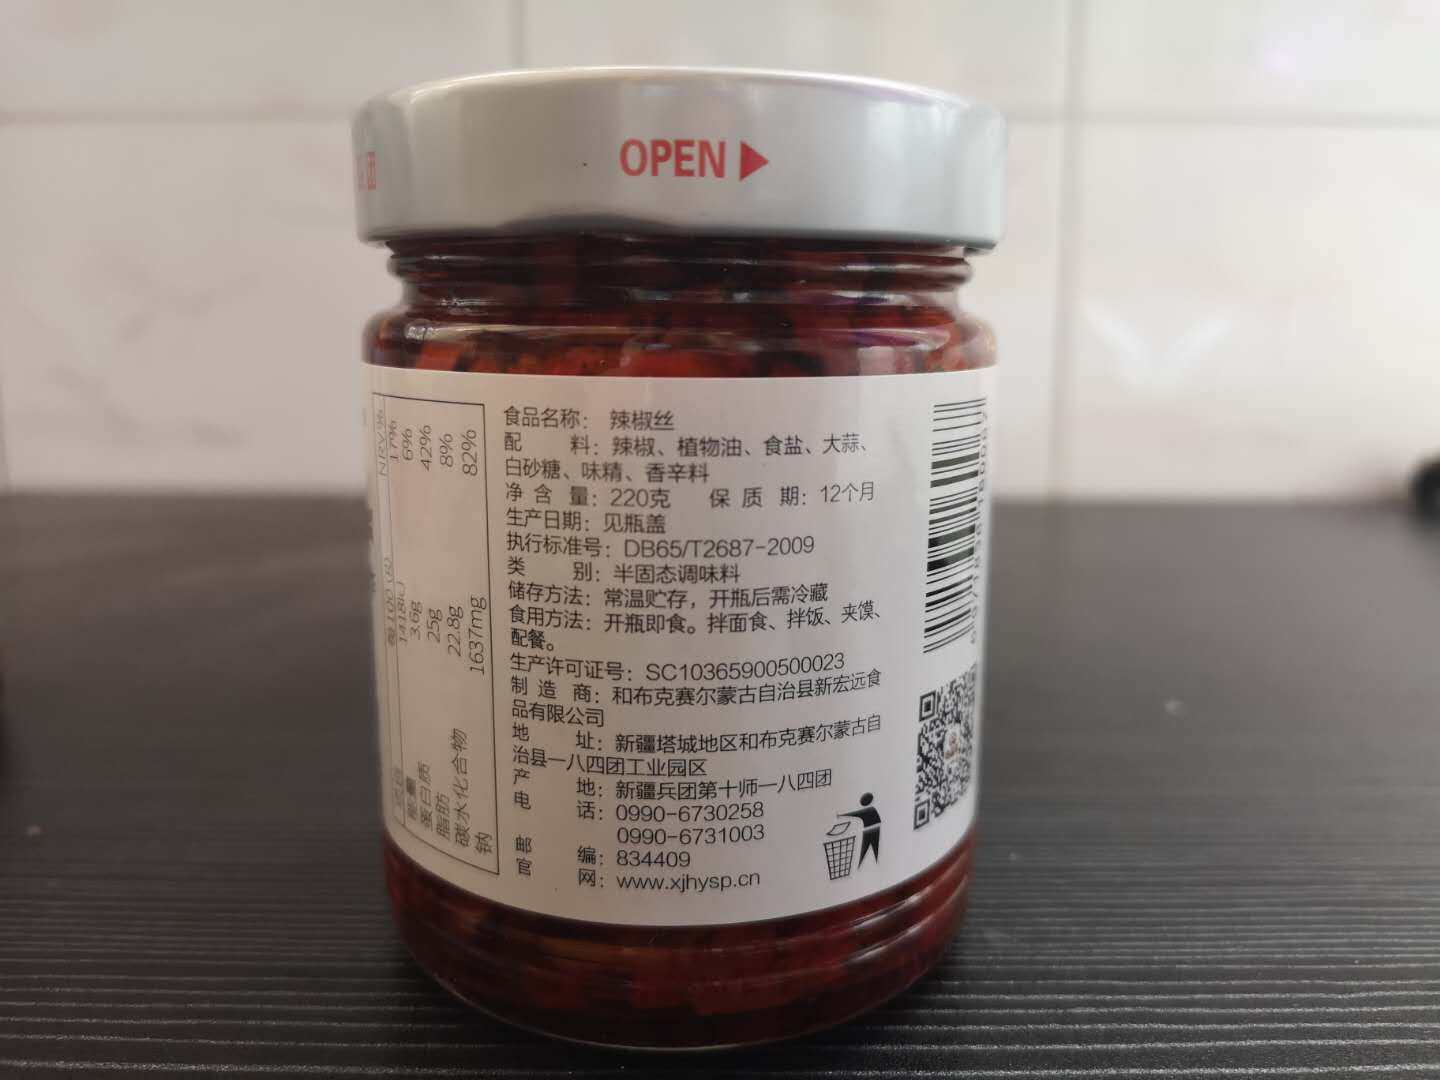 团
OPEN
食品名称： 辣椒丝
配 料：辣椒、植物油、食盐、大蒜、
白砂糖、味精、香辛料
净 含 量：220克 保 质 期：12个月
生产日期：见瓶盖
执行标准号：DB65/T2687-2009
类 别：半固态调味料
储存方法：常温贮存，开瓶后需冷藏
食用方法：开瓶即食。拌面食、拌饭、夹馍、
配餐。
生产许可证号：SC10365900500023
制 造 商：和布克赛尔蒙古自治县新宏远食
品有限公司
地 址：新疆塔城地区和布克赛尔蒙古自
治县一八四团工业园区
产 地：新疆兵团第十师一八四团
电 话：0990-6730258
0990-6731003
邮 编：834409
官 网：www.xjhysp.cn
项目 每100(g) NRV%
能量 1418kJ 17%
蛋白质 3.6g 6%
脂肪 25g 42%
碳水化合物 22.8g 8%
钠 1637mg 82%